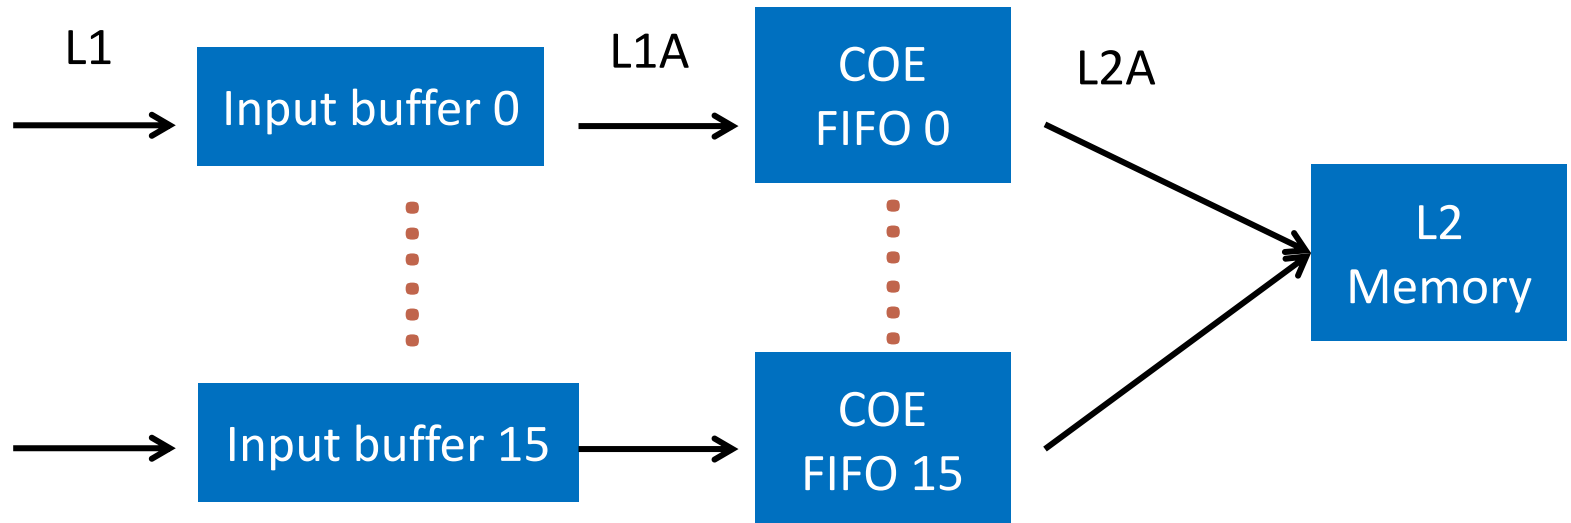 L1
Input buffer 0
L1A
COE
FIFO 0
L2A
L2
Memory
Input buffer 15
COE
FIFO 15